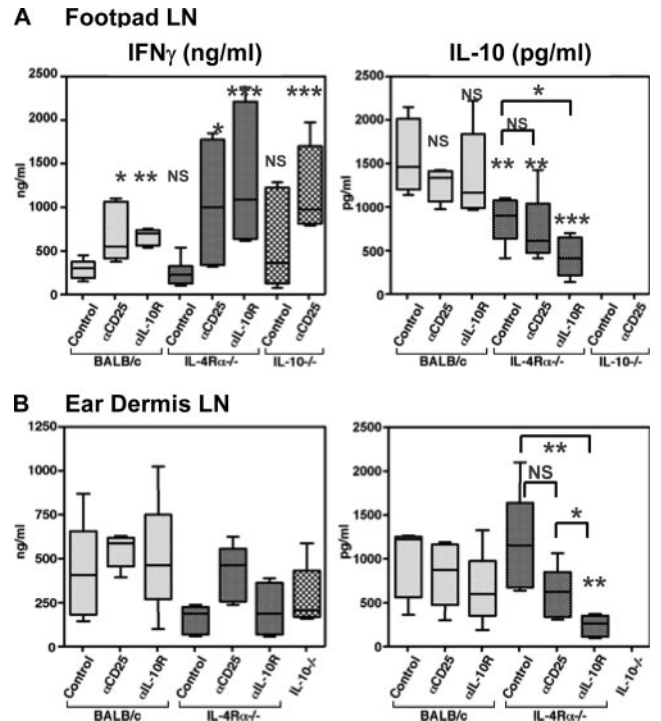 A Footpad LN
IFNγ (ng/ml)
IL-10 (pg/ml)
2500
2000
1500
1000
500
0
ng/ml
* ** NS * *** NS ***
Control
αCD25
αIL-10R
Control
αCD25
αIL-10R
Control
αCD25
BALB/c
IL-4Rα-/-
IL-10-/-
2500
2000
1500
1000
500
0
pg/ml
NS NS ** NS ** * ***
Control
αCD25
αIL-10R
Control
αCD25
αIL-10R
Control
αCD25
BALB/c
IL-4Rα-/-
IL-10-/-
B Ear Dermis LN
1250
1000
750
500
250
0
ng/ml
Control
αCD25
αIL-10R
Control
αCD25
αIL-10R
IL-10-/-
BALB/c
IL-4Rα-/-
2500
2000
1500
1000
500
0
pg/ml
**
NS
*
**
Control
αCD25
αIL-10R
Control
αCD25
αIL-10R
IL-10-/-
BALB/c
IL-4Rα-/-